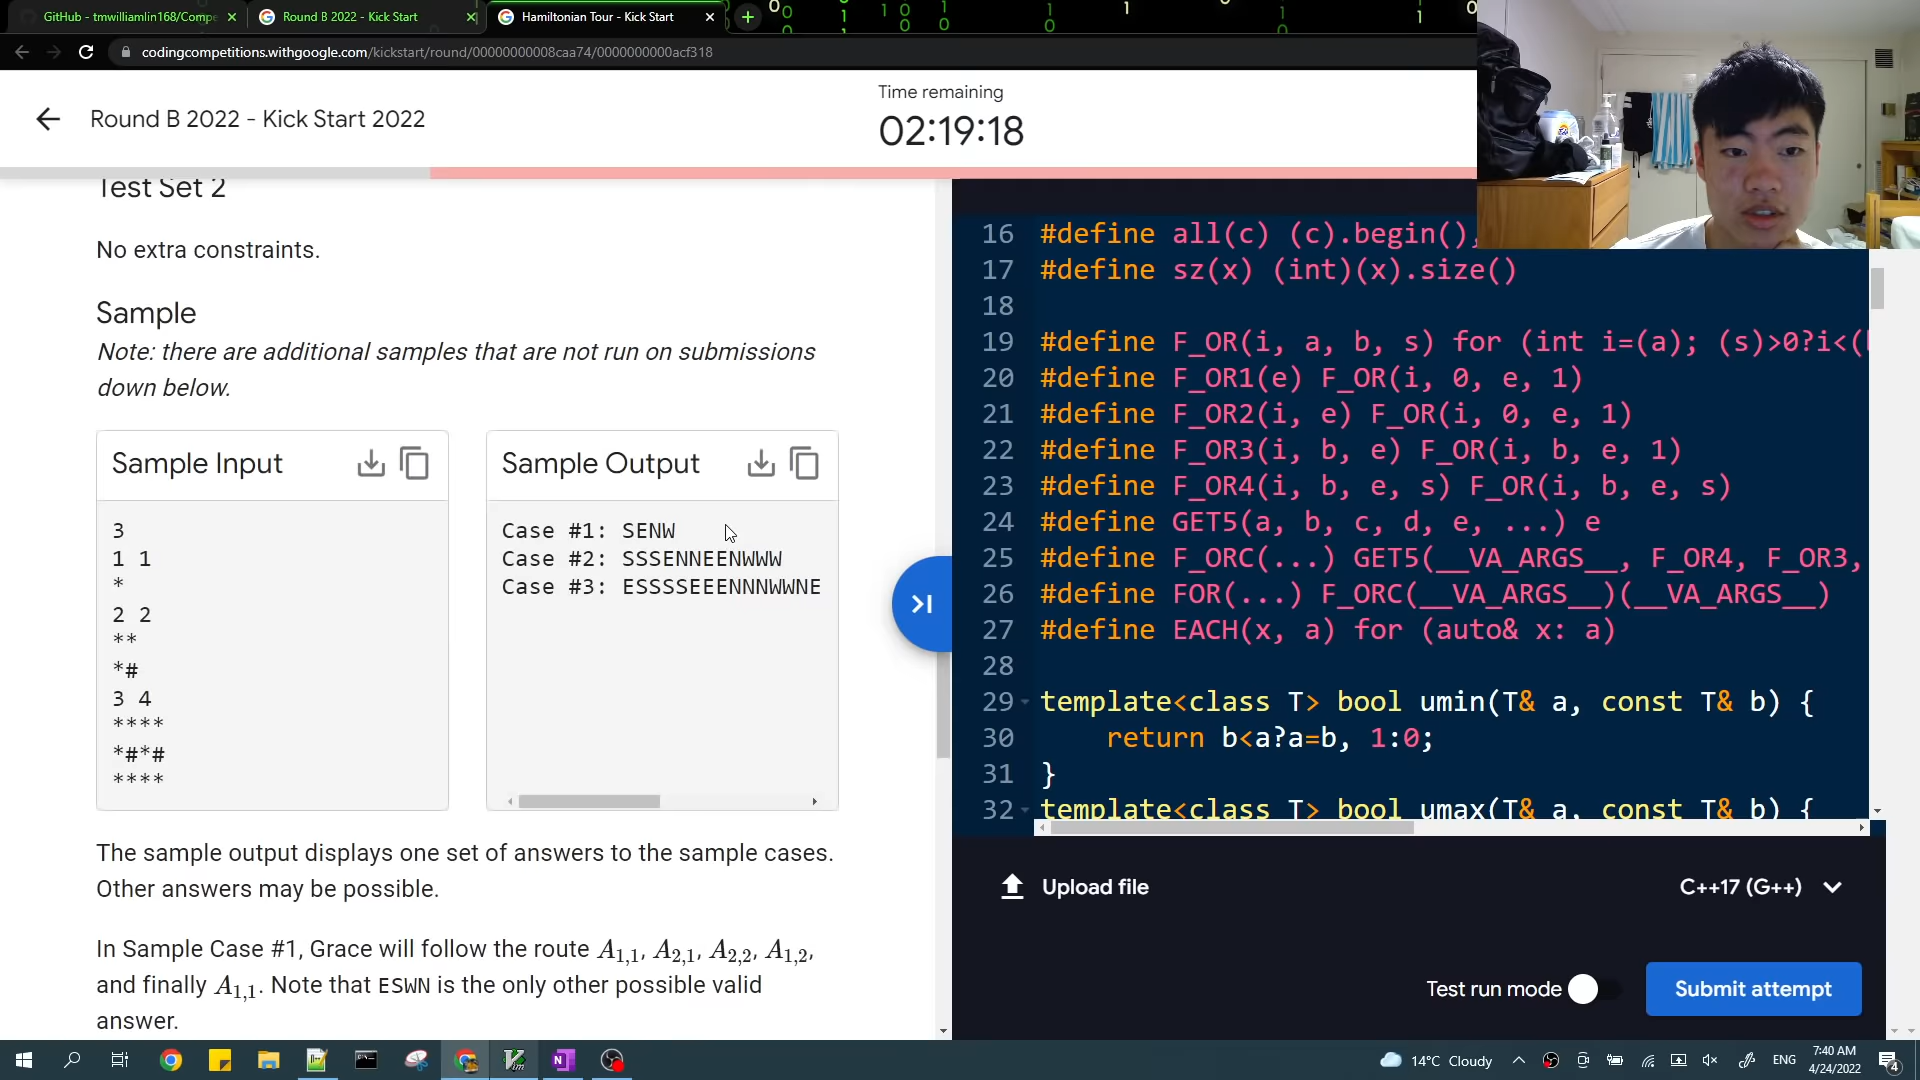 GitHub - tmwilliamlin168/Compe
Round B 2022 - Kick Start
Hamiltonian Tour - Kick Start
codingcompetitions.withgoogle.com/kickstart/round/00000000008caa74/0000000000acf318
Round B 2022 - Kick Start 2022
Time remaining
02:19:18
Test Set 2
No extra constraints.
Sample
Note: there are additional samples that are not run on submissions
down below.
Sample Input
3
1 1
*
2 2
**
*#
3 4
****
*#*#
****
Sample Output
Case #1: SENW
Case #2: SSSENNEENWWW
Case #3: ESSSSEEENNNWWNE
The sample output displays one set of answers to the sample cases.
Other answers may be possible.
In Sample Case #1, Grace will follow the route A1,1, A2,1, A2,2, A1,2,
and finally A1,1. Note that ESWN is the only other possible valid
answer.
16 #define all(c) (c).begin(),
17 #define sz(x) (int)(x).size()
18
19 #define F_OR(i, a, b, s) for (int i=(a); (s)>0?i<(
20 #define F_OR1(e) F_OR(i, 0, e, 1)
21 #define F_OR2(i, e) F_OR(i, 0, e, 1)
22 #define F_OR3(i, b, e) F_OR(i, b, e, 1)
23 #define F_OR4(i, b, e, s) F_OR(i, b, e, s)
24 #define GET5(a, b, c, d, e, ...) e
25 #define F_ORC(...) GET5(__VA_ARGS__, F_OR4, F_OR3,
26 #define FOR(...) F_ORC(__VA_ARGS__)(__VA_ARGS__)
27 #define EACH(x, a) for (auto& x: a)
28
29 template<class T> bool umin(T& a, const T& b) {
30 return b<a?a=b, 1:0;
31 }
32 template<class T> bool umax(T& a, const T& b) {
Upload file
C++17 (G++)
Test run mode
Submit attempt
14°C Cloudy
ENG
7:40 AM
4/24/2022
4